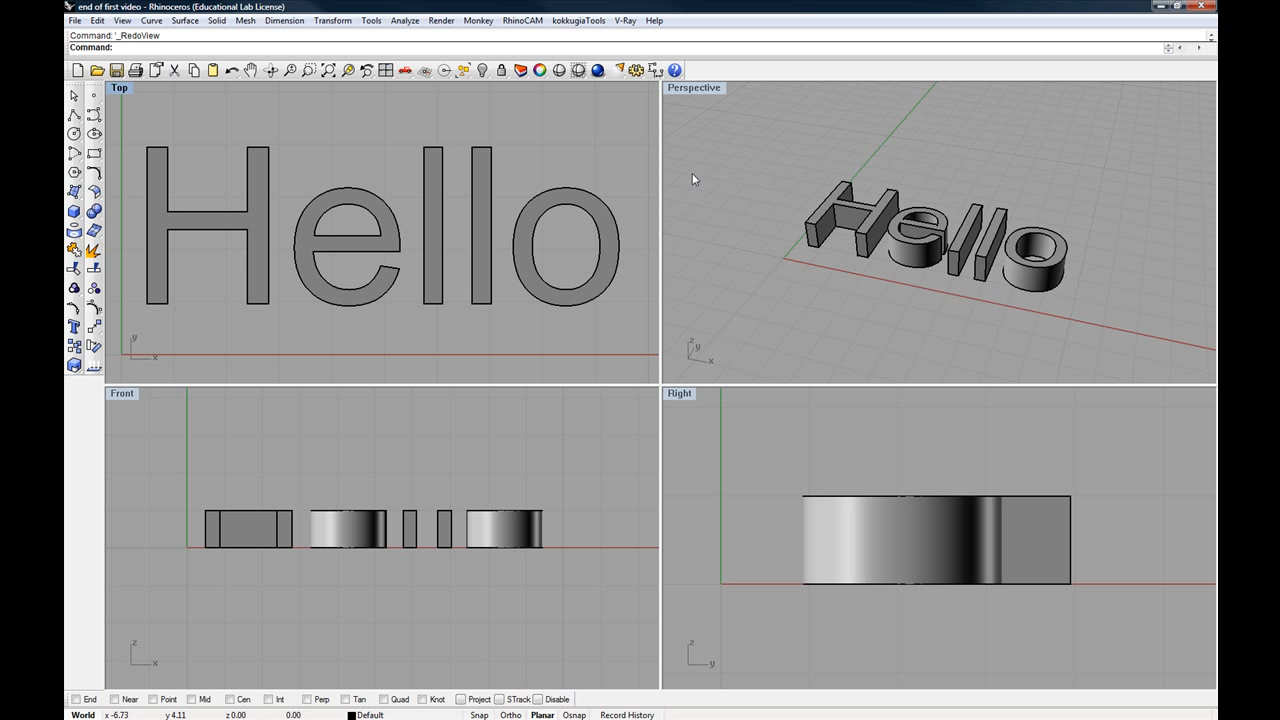 end of first video - Rhinoceros (Educational Lab License)
File Edit View Curve Surface Solid Mesh Dimension Transform Tools Analyze Render Monkey RhinoCAM kokkugiaTools V-Ray Help
Command: '_RedoView
Command:
Top
Perspective
Hello
Hello
y
x
z
y
x
Front
Right
z
x
z
y
End Near Point Mid Cen Int Perp Tan Quad Knot Project STrack Disable
World x -6.73 y 4.11 z 0.00 0.00 Default Snap Ortho Planar Osnap Record History